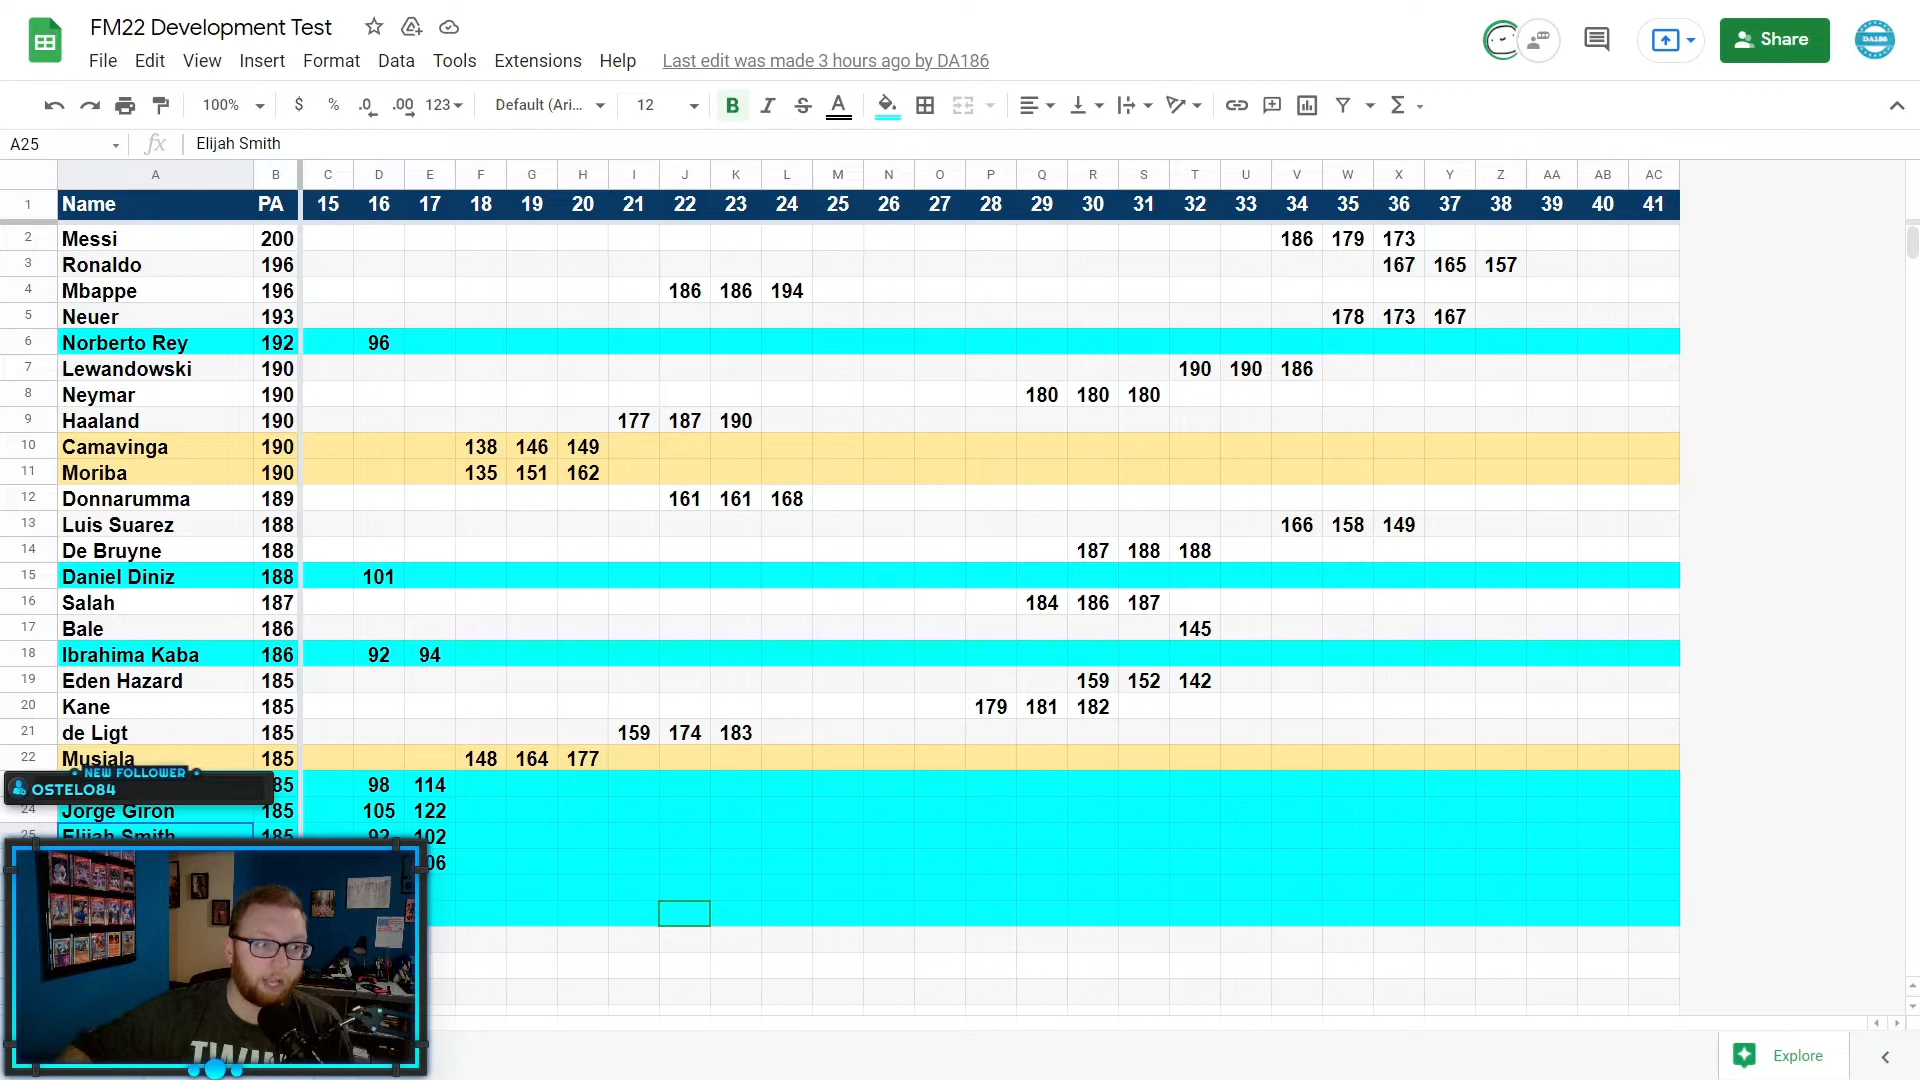 FM22 Development Test
Share
DA186
File Edit View Insert Format Data Tools Extensions Help Last edit was made 3 hours ago by DA186
100% $ % .0 .00 123 Default (Ari... 12 B I S A
A25 fx Elijah Smith
A B C D E F G H I J K L M N O P Q R S T U V W X Y Z AA AB AC
1 Name PA 15 16 17 18 19 20 21 22 23 24 25 26 27 28 29 30 31 32 33 34 35 36 37 38 39 40 41
2 Messi 200 186 179 173
3 Ronaldo 196 167 165 157
4 Mbappe 196 186 186 194
5 Neuer 193 178 173 167
6 Norberto Rey 192 96
7 Lewandowski 190 190 190 186
8 Neymar 190 180 180 180
9 Haaland 190 177 187 190
10 Camavinga 190 138 146 149
11 Moriba 190 135 151 162
12 Donnarumma 189 161 161 168
13 Luis Suarez 188 166 158 149
14 De Bruyne 188 187 188 188
15 Daniel Diniz 188 101
16 Salah 187 184 186 187
17 Bale 186 145
18 Ibrahima Kaba 186 92 94
19 Eden Hazard 185 159 152 142
20 Kane 185 179 181 182
21 de Ligt 185 159 174 183
22 Musiala 185 148 164 177
NEW FOLLOWER
OSTELO84
85 98 114
24 Jorge Giron 185 105 122
25 Elijah Smith 185 92 102
06
Explore